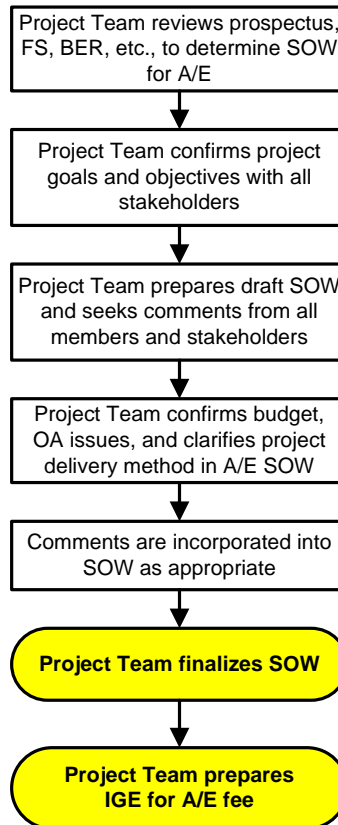 Project Team reviews prospectus,
FS, BER, etc., to determine SOW
for A/E
Project Team confirms project
goals and objectives with all
stakeholders
Project Team prepares draft SOW
and seeks comments from all
members and stakeholders
Project Team confirms budget,
OA issues, and clarifies project
delivery method in A/E SOW
Comments are incorporated into
SOW as appropriate
Project Team finalizes SOW
Project Team prepares
IGE for A/E fee